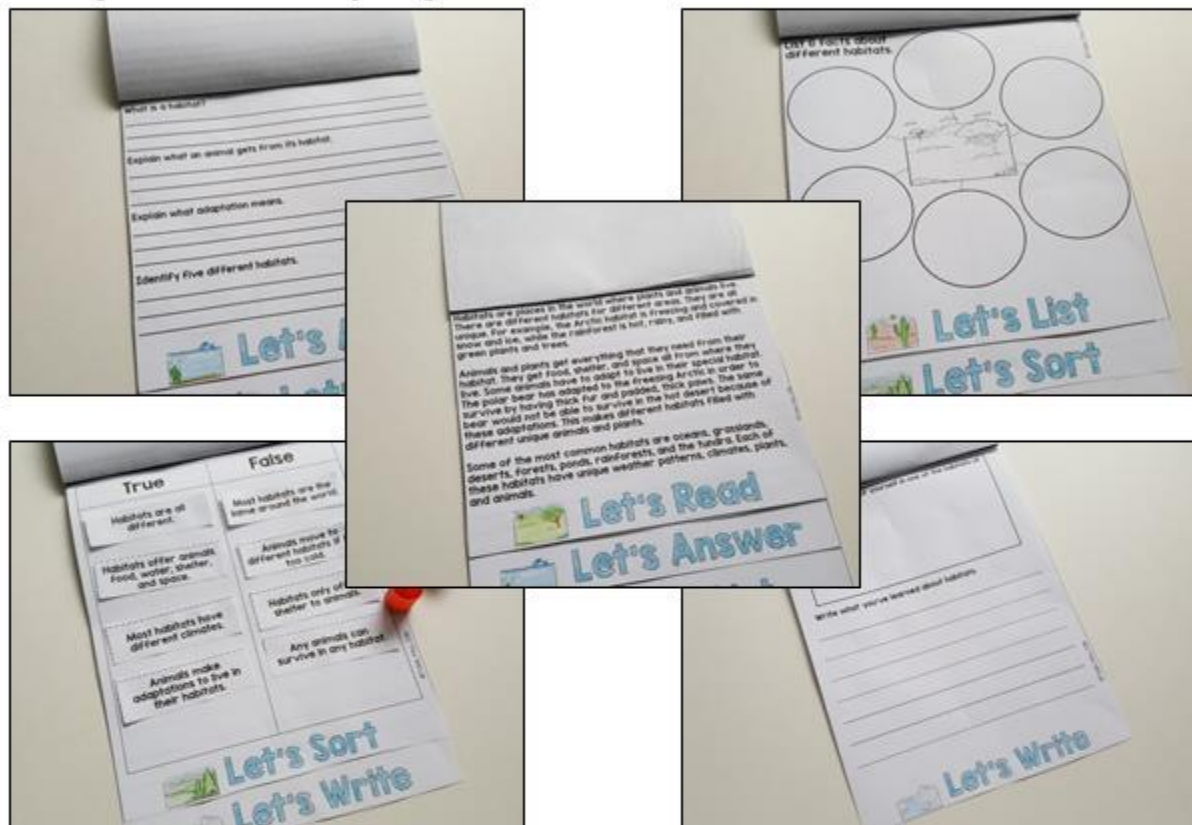 What is a habitat?
Explain what an animal gets from its habitat.
Explain what adaptation means.
Identify five different habitats.
Let's
List 6 facts about
different habitats.
Let's List
Let's Sort
Habitats are places in the world where plants and animals live.
There are different habitats for different areas. They are all
unique. For example, the Arctic habitat is freezing and covered in
snow and ice, while the rainforest is hot, rainy, and filled with
green plants and trees.
Animals and plants get everything that they need from their
habitat. They get food, shelter, and space all from where they
live. Some animals have to adapt to live in their special habitat.
The polar bear has adapted to the freezing Arctic in order to
survive by having thick fur and padded, thick paws. The same
bear would not be able to survive in the hot desert because of
these adaptations. This makes different habitats filled with
different unique animals and plants.
Some of the most common habitats are oceans, grasslands,
deserts, forests, ponds, rainforests, and the tundra. Each of
these habitats have unique weather patterns, climates, plants,
and animals.
Let's Read
Let's Answer
True
False
Habitats are all
different.
Habitats offer animals
food, water, shelter,
and space.
Most habitats have
different climates.
Animals make
adaptations to live in
their habitats.
Most habitats are the
same around the world.
Animals move to
different habitats if
too cold.
Habitats only
shelter to animals.
Any animals can
survive in any habitat.
Let's Sort
Let's Write
yourself in one of the habitats
Write what you've learned about habitats.
Let's Write